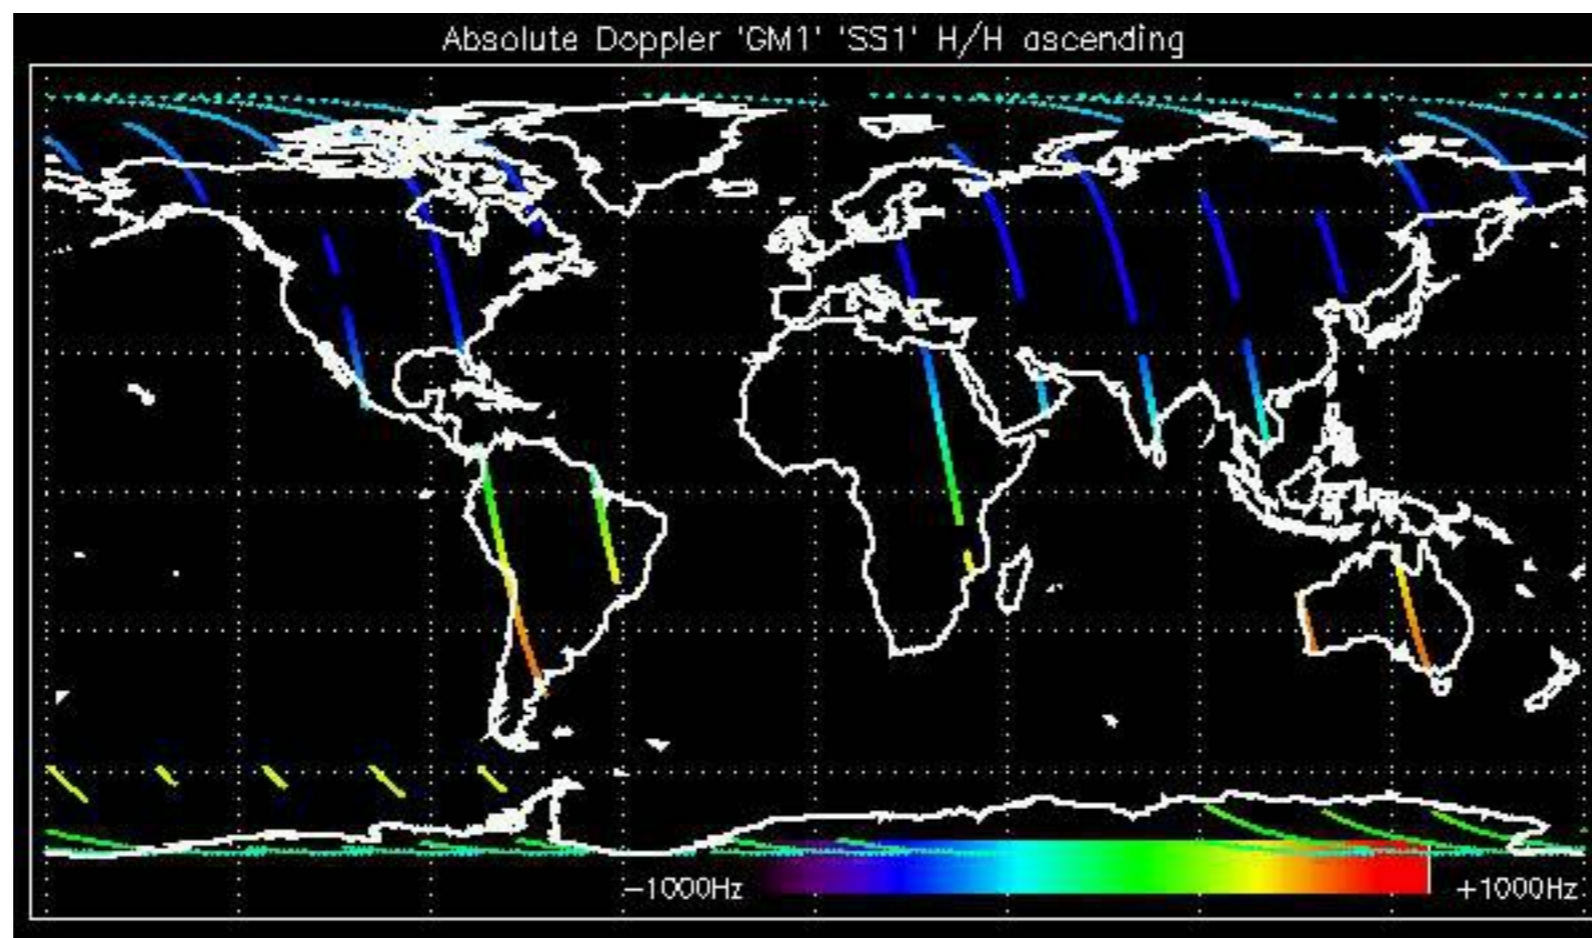 Absolute Doppler 'GM1' 'SS1' H/H ascending
-1000Hz
+1000Hz